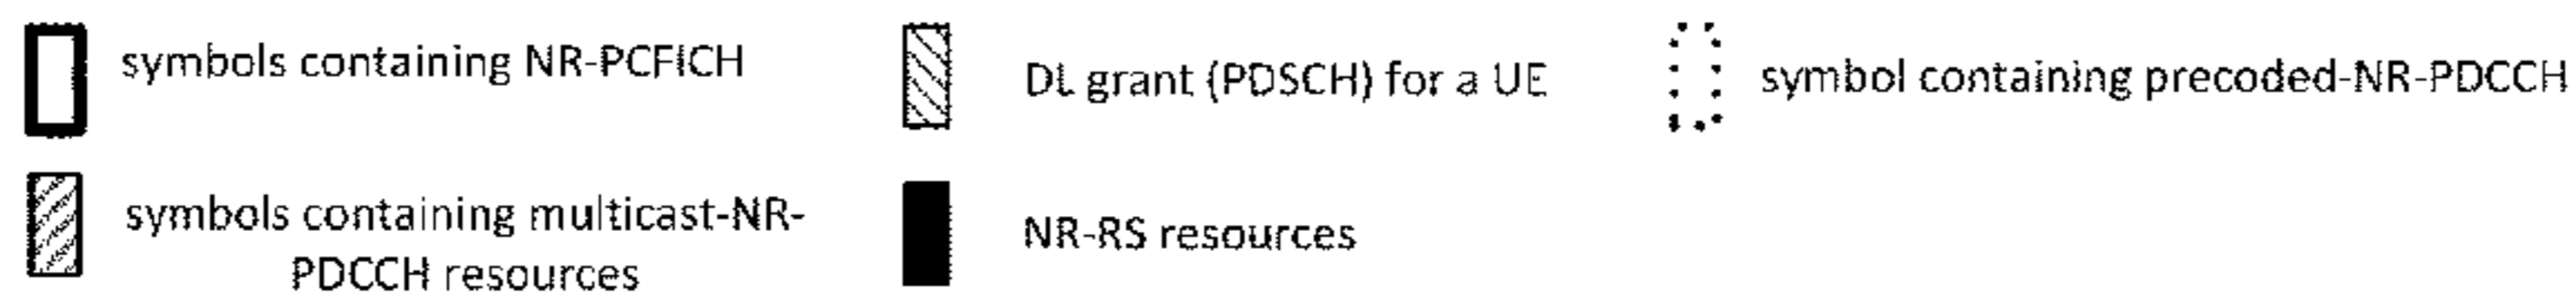 symbols containing NR-PCFICH
DL grant (PDSCH) for a UE
symbol containing precoded-NR-PDCCH
symbols containing multicast-NR-
PDCCH resources
NR-RS resources